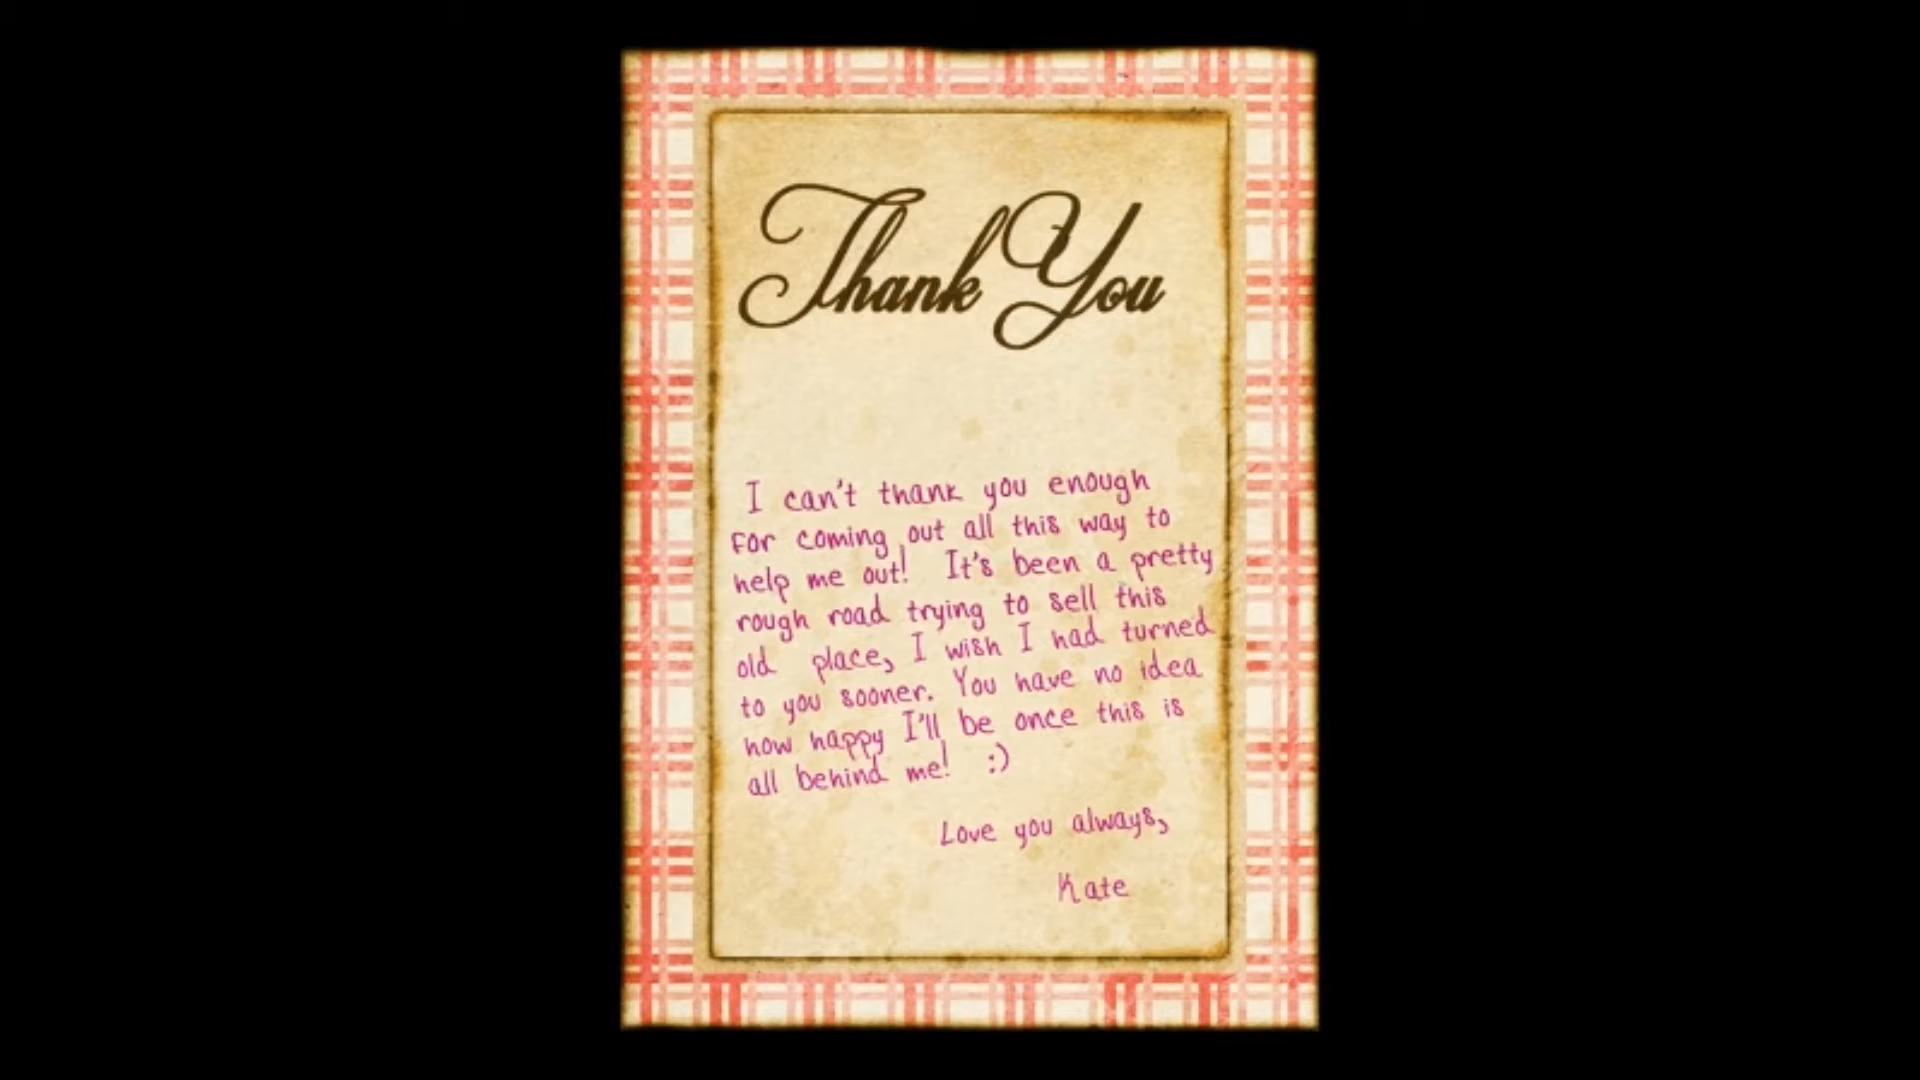 Thank You
I can't thank you enough
for coming out all this way to
help me out! It's been a pretty
rough road trying to sell this
old place, I wish I had turned
to you sooner. You have no idea
how happy I'll be once this is
all behind me! :)
Love you always,
Kate